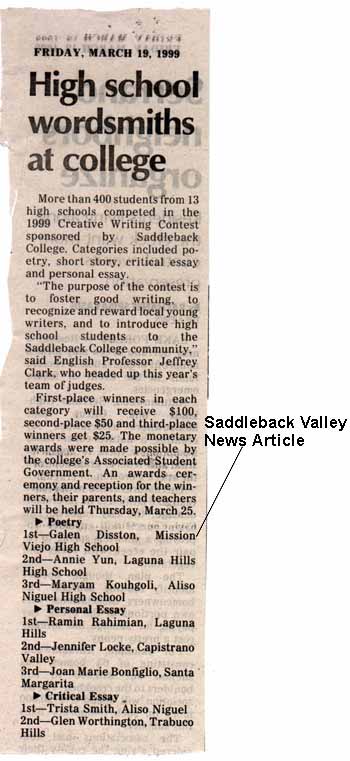 FRIDAY, MARCH 19, 1999
High school
wordsmiths
at college
More than 400 students from 13
high schools competed in the
1999 Creative Writing Contest
sponsored by Saddleback
College. Categories included po-
etry, short story, critical essay
and personal essay.
"The purpose of the contest is
to foster good writing, to
recognize and reward local young
writers, and to introduce high
school students to the
Saddleback College community,"
said English Professor Jeffrey
Clark, who headed up this year's
team of judges.
First-place winners in each
category will receive $100,
second-place $50 and third-place
winners get $25. The monetary
awards were made possible by
the college's Associated Student
Government. An awards cer-
emony and reception for the win-
ners, their parents, and teachers
will be held Thursday, March 25.
► Poetry
1st—Galen Disston, Mission
Viejo High School
2nd—Annie Yun, Laguna Hills
High School
3rd—Maryam Kouhgoli, Aliso
Niguel High School
► Personal Essay
1st—Ramin Rahimian, Laguna
Hills
2nd—Jennifer Locke, Capistrano
Valley
3rd—Joan Marie Bonfiglio, Santa
Margarita
► Critical Essay
1st—Trista Smith, Aliso Niguel
2nd—Glen Worthington, Trabuco
Hills
Saddleback Valley
News Article